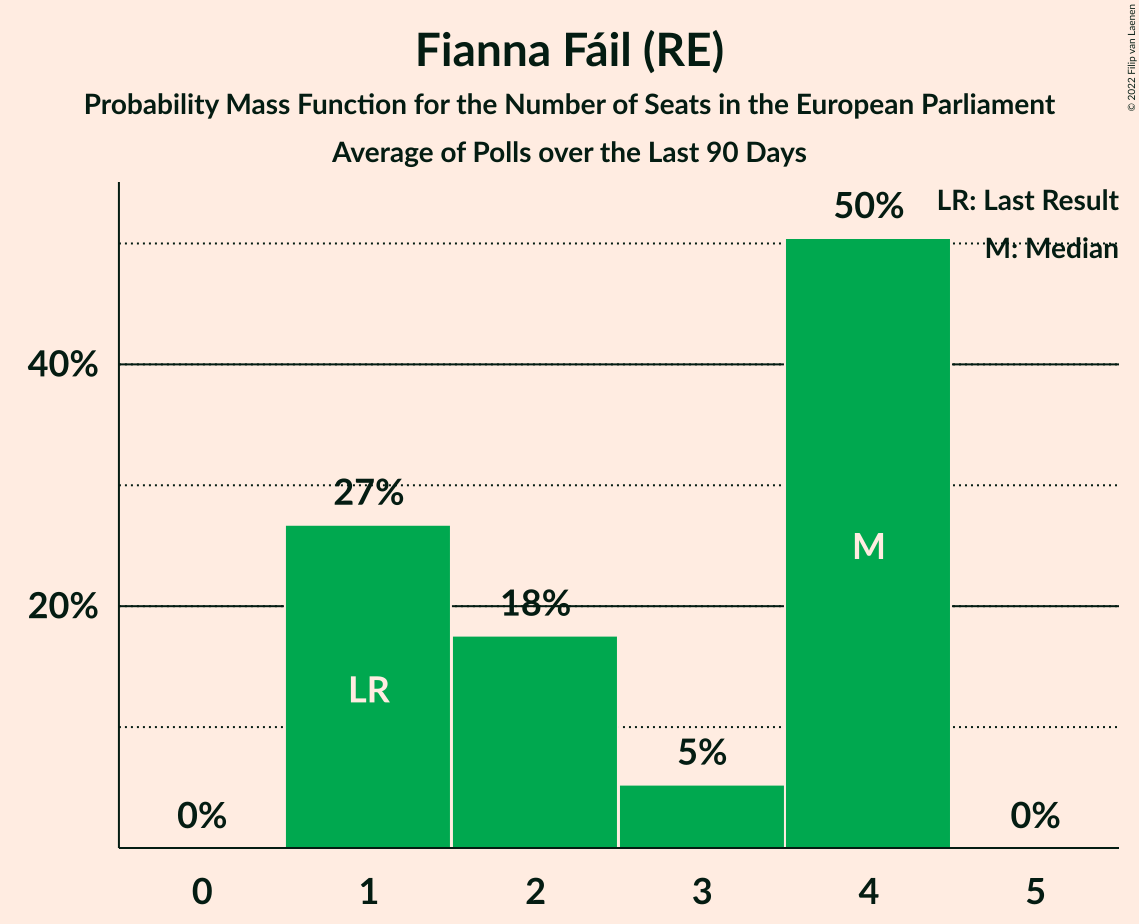 Fianna Fáil (RE)
Probability Mass Function for the Number of Seats in the European Parliament
Average of Polls over the Last 90 Days
© 2022 Filip van Laenen
LR: Last Result
M: Median
50%
40%
27%
M
20%
18%
LR
5%
0%
0%
0 1 2 3 4 5